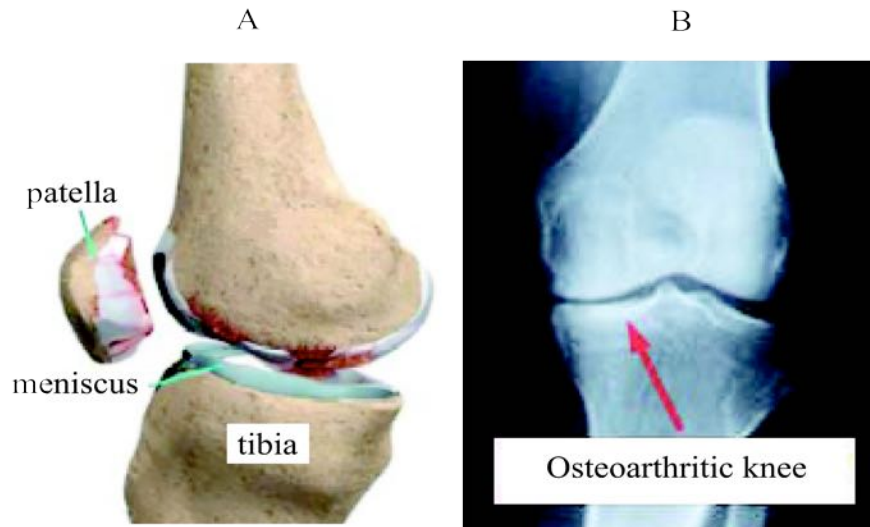 A
B
patella
meniscus
tibia
Osteoarthritic knee